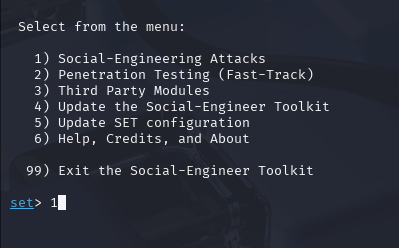 Select from the menu:
1) Social-Engineering Attacks
2) Penetration Testing (Fast-Track)
3) Third Party Modules
4) Update the Social-Engineer Toolkit
5) Update SET configuration
6) Help, Credits, and About
99) Exit the Social-Engineer Toolkit
set> 1